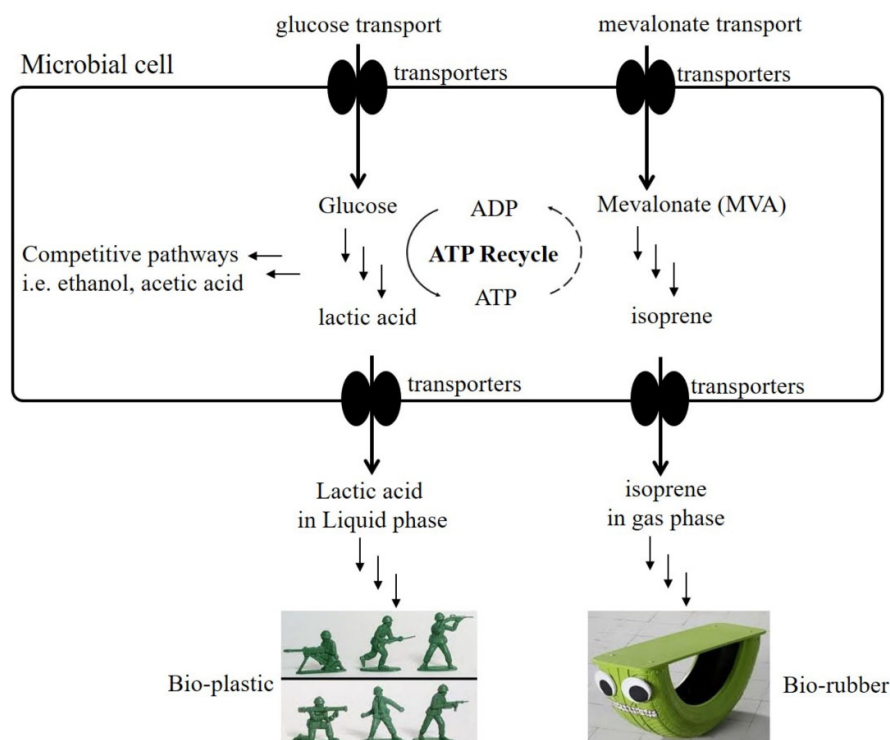 glucose transport
mevalonate transport
Microbial cell
transporters
transporters
Glucose
ADP
Mevalonate (MVA)
Competitive pathways
i.e. ethanol, acetic acid
ATP Recycle
ATP
lactic acid
isoprene
transporters
transporters
Lactic acid
in Liquid phase
isoprene
in gas phase
Bio-plastic
Bio-rubber